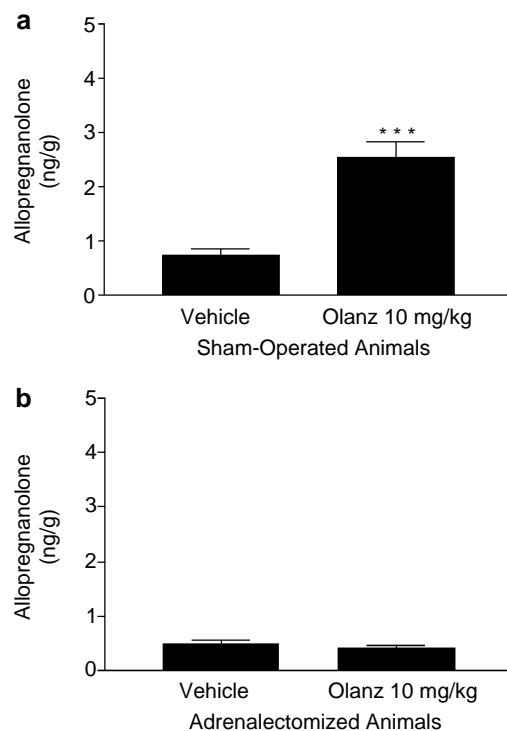 a
Allopregnanolone
(ng/g)
5
4
3
2
1
0
***
Vehicle Olanz 10 mg/kg
Sham-Operated Animals
b
Allopregnanolone
(ng/g)
5
4
3
2
1
0
Vehicle Olanz 10 mg/kg
Adrenalectomized Animals